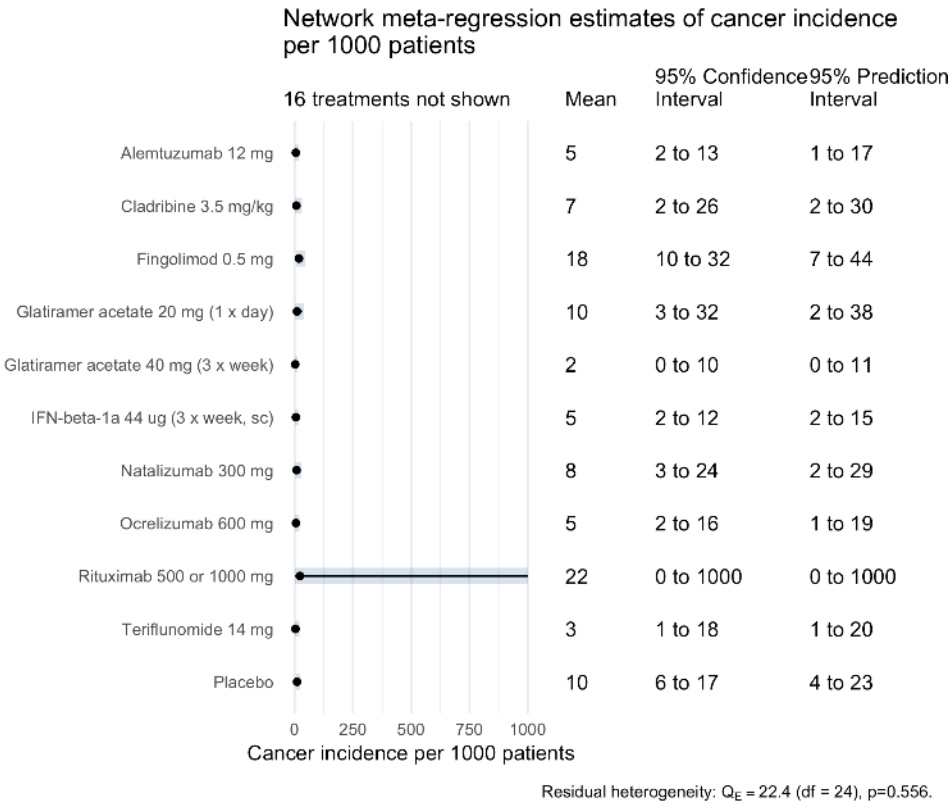 Network meta-regression estimates of cancer incidence
per 1000 patients
95% Confidence 95% Prediction
16 treatments not shown Mean Interval Interval
Alemtuzumab 12 mg 5 2 to 13 1 to 17
Cladribine 3.5 mg/kg 7 2 to 26 2 to 30
Fingolimod 0.5 mg 18 10 to 32 7 to 44
Glatiramer acetate 20 mg (1 x day) 10 3 to 32 2 to 38
Glatiramer acetate 40 mg (3 x week) 2 0 to 10 0 to 11
IFN-beta-1a 44 ug (3 x week, sc) 5 2 to 12 2 to 15
Natalizumab 300 mg 8 3 to 24 2 to 29
Ocrelizumab 600 mg 5 2 to 16 1 to 19
Rituximab 500 or 1000 mg 22 0 to 1000 0 to 1000
Teriflunomide 14 mg 3 1 to 18 1 to 20
Placebo 10 6 to 17 4 to 23
0 250 500 750 1000
Cancer incidence per 1000 patients
Residual heterogeneity: QE = 22.4 (df = 24), p=0.556.